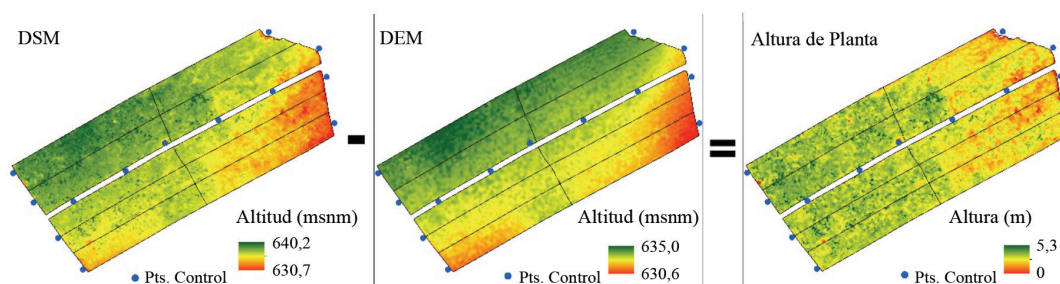 DSM
Altitud (msnm)
640,2
630,7
Pts. Control
-
DEM
Altitud (msnm)
635,0
630,6
Pts. Control
=
Altura de Planta
Altura (m)
5,3
0
Pts. Control